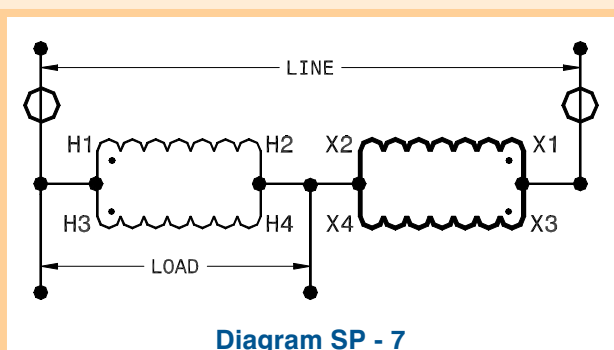 LINE
H1 H2 X2 X1
H3 H4 X4 X3
LOAD
Diagram SP - 7